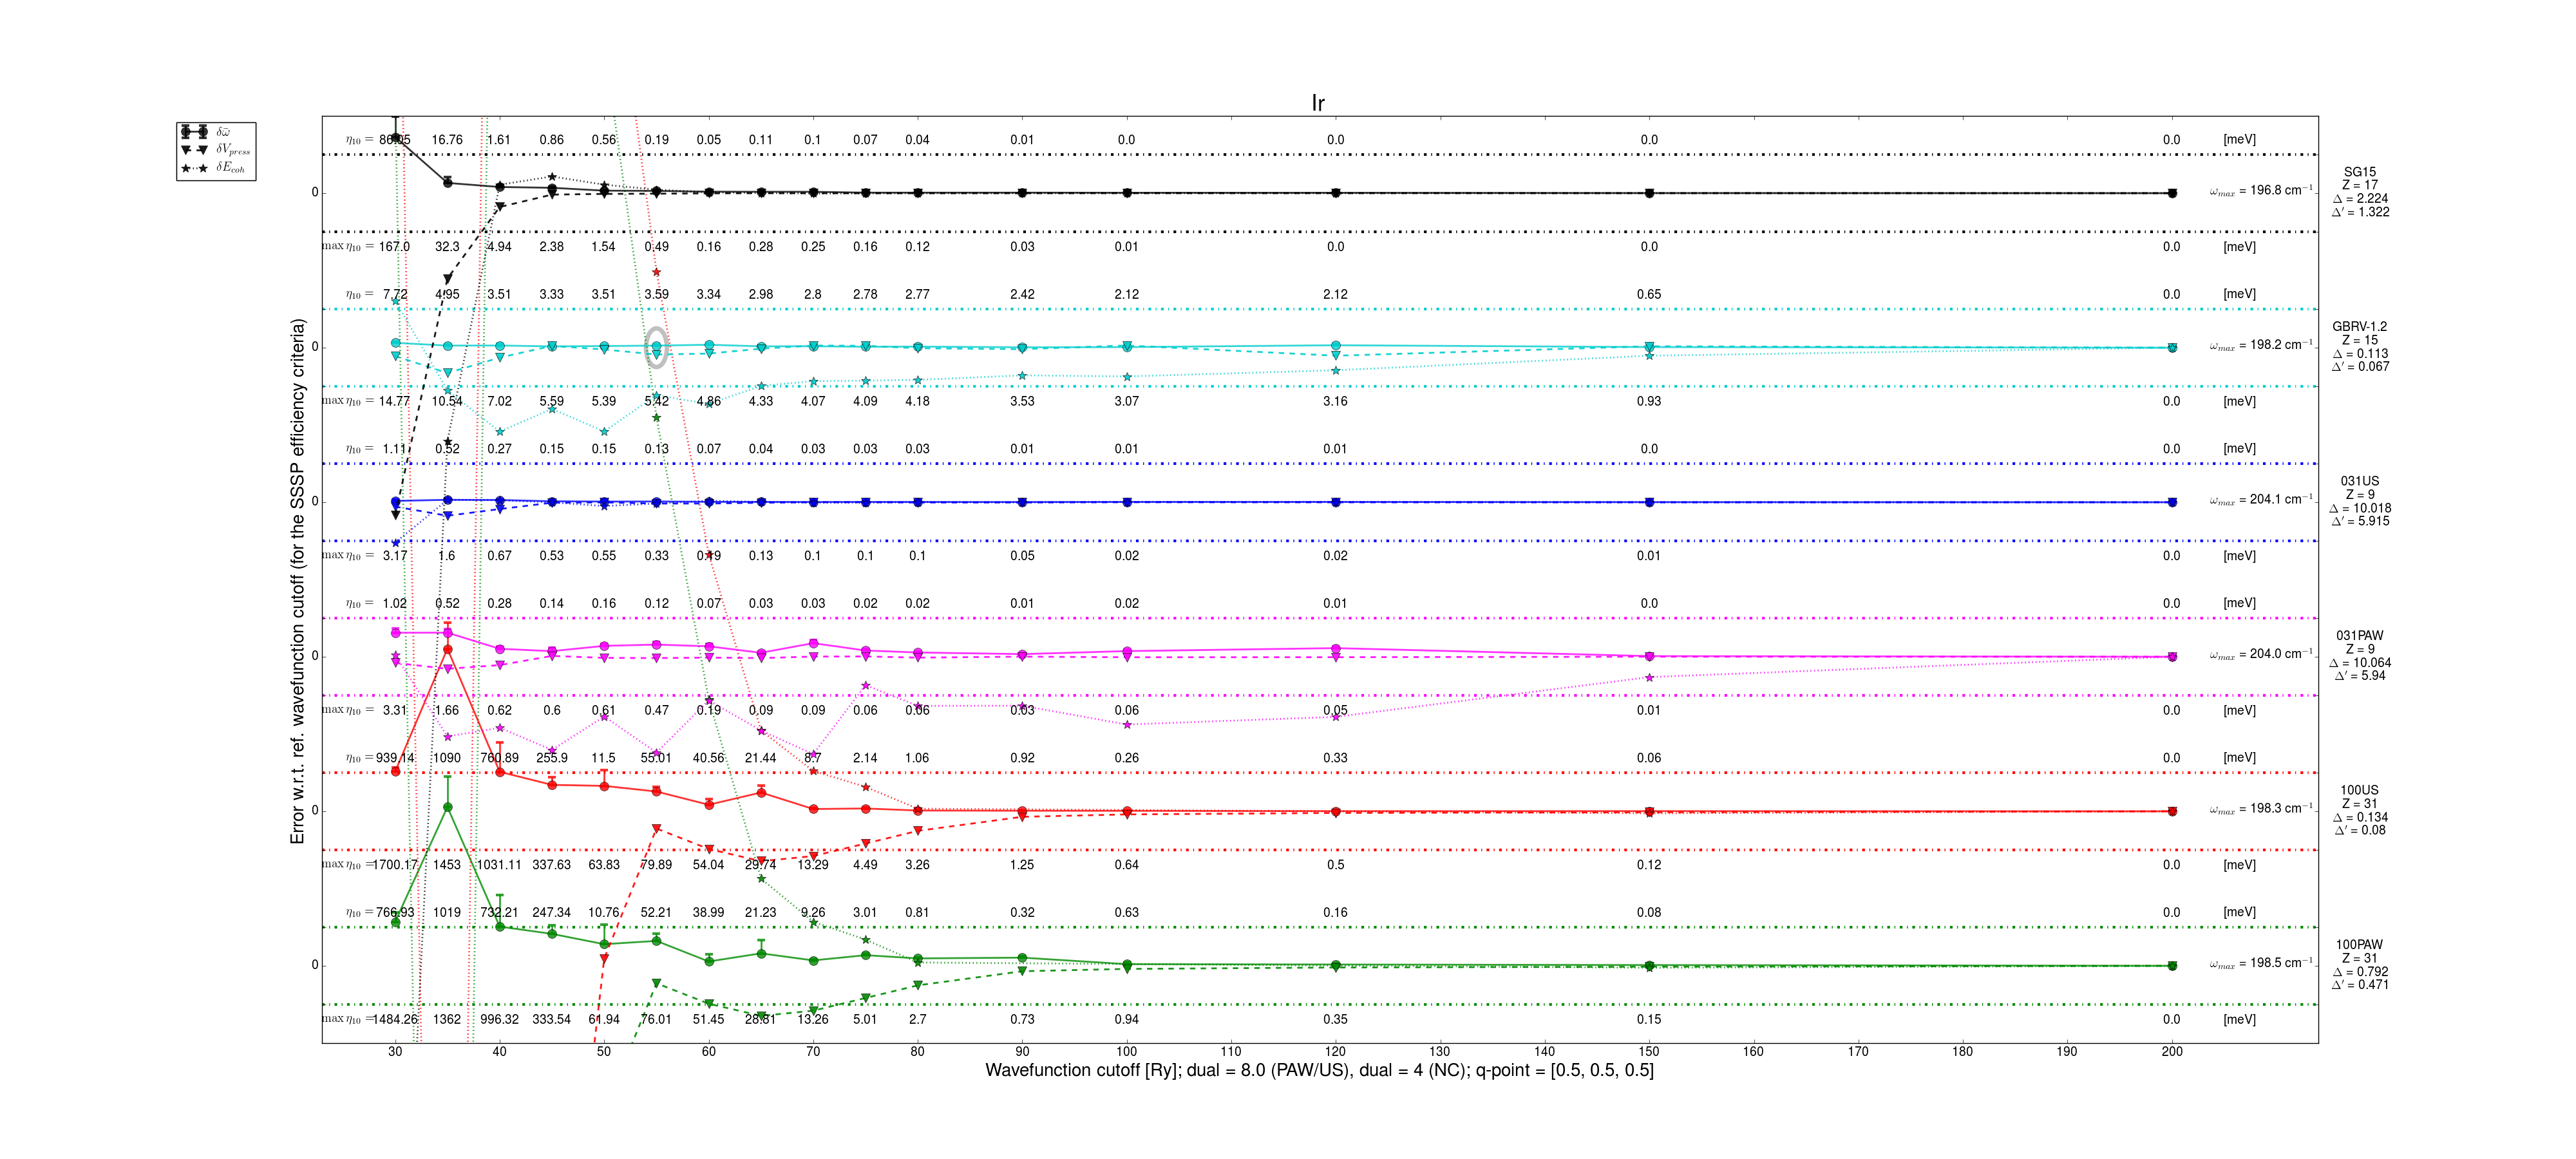 Ir
δω̄
δV_press
δE_coh
Error w.r.t. ref. wavefunction cutoff (for the SSSP efficiency criteria)
η₁₀ = 86.05 16.76 1.61 0.86 0.56 0.19 0.05 0.11 0.1 0.07 0.04 0.01 0.0 0.0 0.0 0.0 [meV]
0 ω_max = 196.8 cm⁻¹
max η₁₀ = 167.0 32.3 4.94 2.38 1.54 0.49 0.16 0.28 0.25 0.16 0.12 0.03 0.01 0.0 0.0 0.0 [meV]
SG15
Z = 17
Δ = 2.224
Δ′ = 1.322
η₁₀ = 7.72 4.95 3.51 3.33 3.51 3.59 3.34 2.98 2.8 2.78 2.77 2.42 2.12 2.12 0.65 0.0 [meV]
0 ω_max = 198.2 cm⁻¹
max η₁₀ = 14.77 10.54 7.02 5.59 5.39 5.42 4.86 4.33 4.07 4.09 4.18 3.53 3.07 3.16 0.93 0.0 [meV]
GBRV-1.2
Z = 15
Δ = 0.113
Δ′ = 0.067
η₁₀ = 1.11 0.52 0.27 0.15 0.15 0.13 0.07 0.04 0.03 0.03 0.03 0.01 0.01 0.01 0.0 0.0 [meV]
0 ω_max = 204.1 cm⁻¹
max η₁₀ = 3.17 1.6 0.67 0.53 0.55 0.33 0.19 0.13 0.1 0.1 0.1 0.05 0.02 0.02 0.01 0.0 [meV]
031US
Z = 9
Δ = 10.018
Δ′ = 5.915
η₁₀ = 1.02 0.52 0.28 0.14 0.16 0.12 0.07 0.03 0.03 0.02 0.02 0.01 0.02 0.01 0.0 0.0 [meV]
0 ω_max = 204.0 cm⁻¹
max η₁₀ = 3.31 1.66 0.62 0.6 0.61 0.47 0.19 0.09 0.09 0.06 0.06 0.03 0.06 0.05 0.01 0.0 [meV]
031PAW
Z = 9
Δ = 10.064
Δ′ = 5.94
η₁₀ = 939.14 1090 760.89 255.9 11.5 55.01 40.56 21.44 8.7 2.14 1.06 0.92 0.26 0.33 0.06 0.0 [meV]
0 ω_max = 198.3 cm⁻¹
max η₁₀ = 1700.17 1453 1031.11 337.63 63.83 79.89 54.04 29.74 13.29 4.49 3.26 1.25 0.64 0.5 0.12 0.0 [meV]
100US
Z = 31
Δ = 0.134
Δ′ = 0.08
η₁₀ = 766.93 1019 732.21 247.34 10.76 52.21 38.99 21.23 9.26 3.01 0.81 0.32 0.63 0.16 0.08 0.0 [meV]
0 ω_max = 198.5 cm⁻¹
max η₁₀ = 1484.26 1362 996.32 333.54 61.94 76.01 51.45 28.81 13.26 5.01 2.7 0.73 0.94 0.35 0.15 0.0 [meV]
100PAW
Z = 31
Δ = 0.792
Δ′ = 0.471
30 40 50 60 70 80 90 100 110 120 130 140 150 160 170 180 190 200
Wavefunction cutoff [Ry]; dual = 8.0 (PAW/US), dual = 4 (NC); q-point = [0.5, 0.5, 0.5]